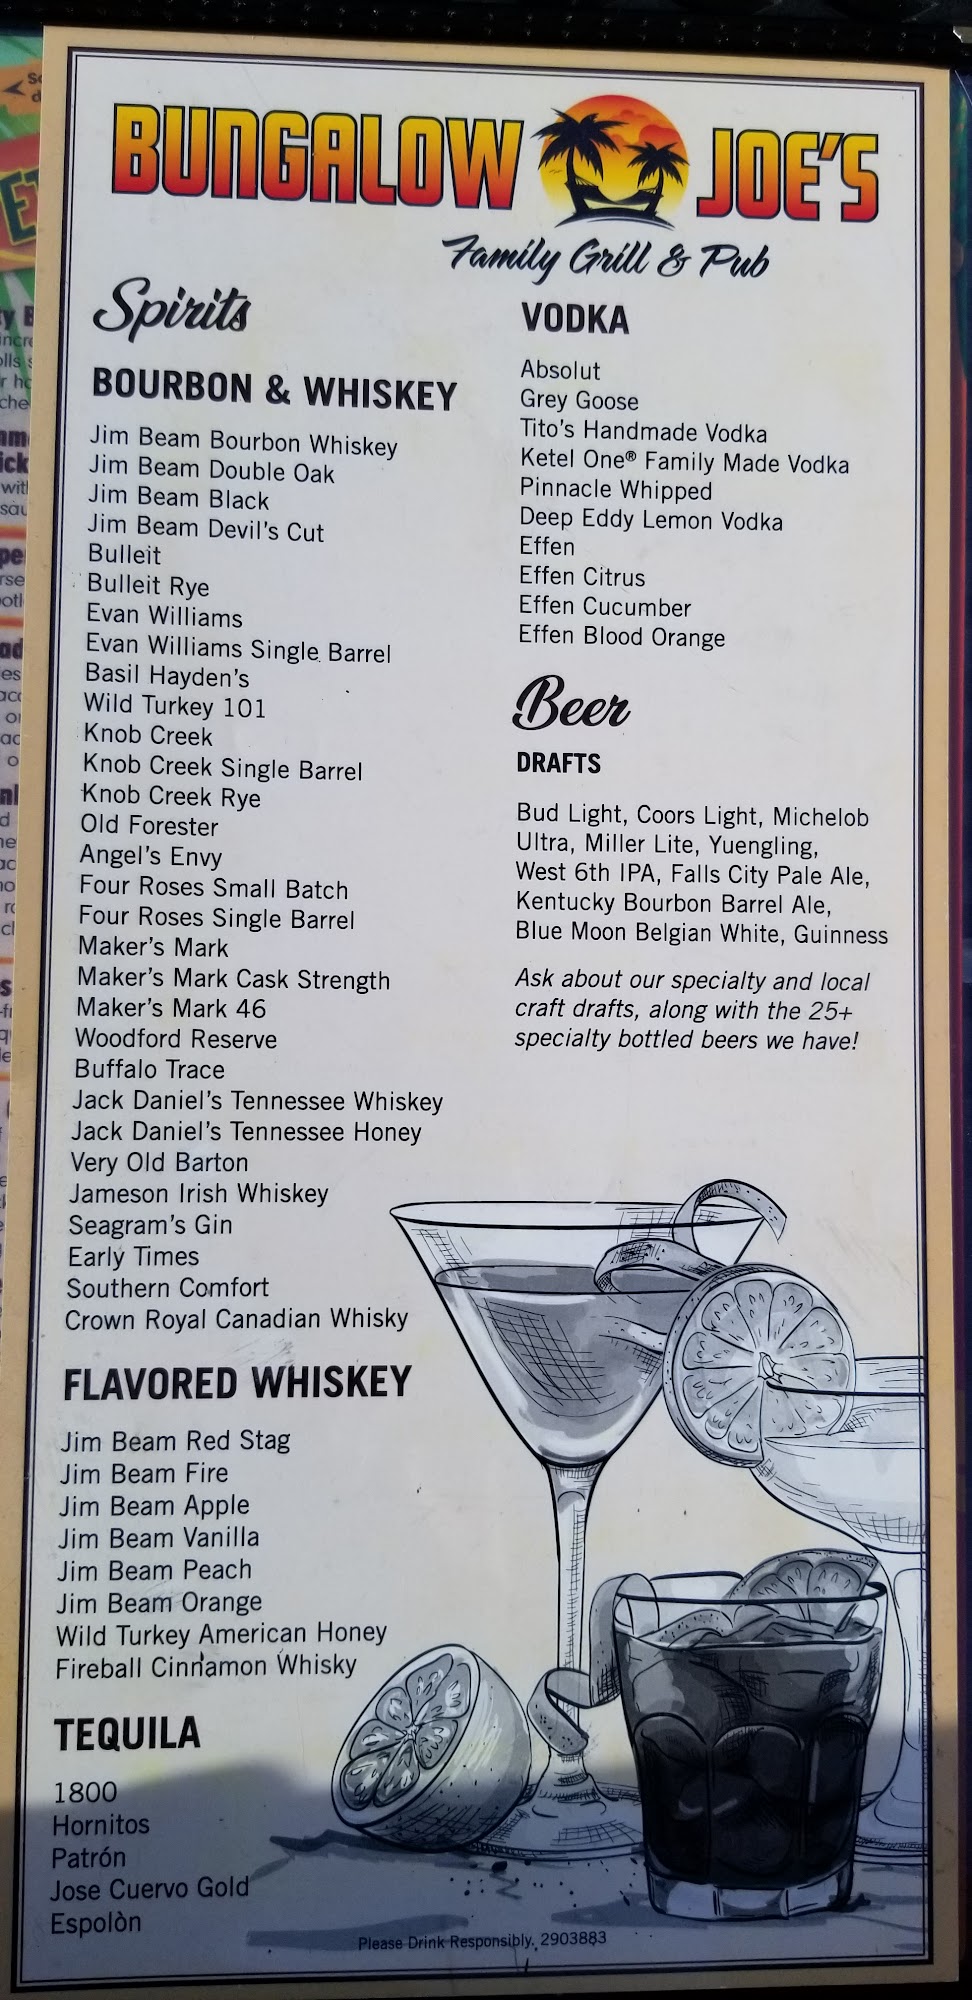 BUNGALOW JOE'S
Family Grill & Pub
Spirits
BOURBON & WHISKEY
Jim Beam Bourbon Whiskey
Jim Beam Double Oak
Jim Beam Black
Jim Beam Devil's Cut
Bulleit
Bulleit Rye
Evan Williams
Evan Williams Single Barrel
Basil Hayden's
Wild Turkey 101
Knob Creek
Knob Creek Single Barrel
Knob Creek Rye
Old Forester
Angel's Envy
Four Roses Small Batch
Four Roses Single Barrel
Maker's Mark
Maker's Mark Cask Strength
Maker's Mark 46
Woodford Reserve
Buffalo Trace
Jack Daniel's Tennessee Whiskey
Jack Daniel's Tennessee Honey
Very Old Barton
Jameson Irish Whiskey
Seagram's Gin
Early Times
Southern Comfort
Crown Royal Canadian Whisky
FLAVORED WHISKEY
Jim Beam Red Stag
Jim Beam Fire
Jim Beam Apple
Jim Beam Vanilla
Jim Beam Peach
Jim Beam Orange
Wild Turkey American Honey
Fireball Cinnamon Whisky
TEQUILA
1800
Hornitos
Patrón
Jose Cuervo Gold
Espolòn
VODKA
Absolut
Grey Goose
Tito's Handmade Vodka
Ketel One® Family Made Vodka
Pinnacle Whipped
Deep Eddy Lemon Vodka
Effen
Effen Citrus
Effen Cucumber
Effen Blood Orange
Beer
DRAFTS
Bud Light, Coors Light, Michelob
Ultra, Miller Lite, Yuengling,
West 6th IPA, Falls City Pale Ale,
Kentucky Bourbon Barrel Ale,
Blue Moon Belgian White, Guinness
Ask about our specialty and local
craft drafts, along with the 25+
specialty bottled beers we have!
Please Drink Responsibly. 2903883